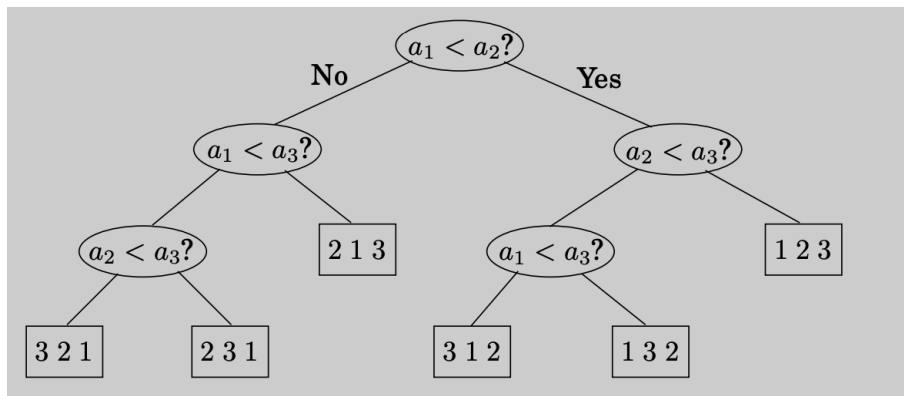 a₁ < a₂?
No Yes
a₁ < a₃? a₂ < a₃?
a₂ < a₃? 2 1 3 a₁ < a₃? 1 2 3
3 2 1 2 3 1 3 1 2 1 3 2